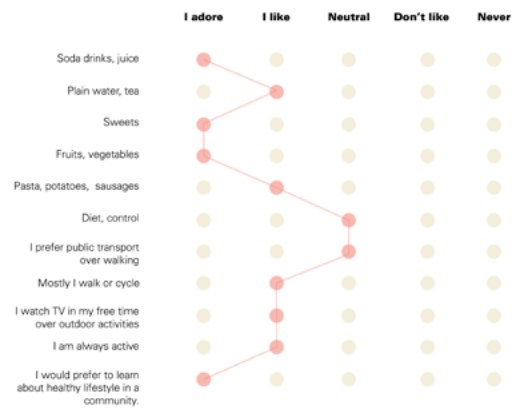 I adore I like Neutral Don't like Never
Soda drinks, juice
Plain water, tea
Sweets
Fruits, vegetables
Pasta, potatoes, sausages
Diet, control
I prefer public transport
over walking
Mostly I walk or cycle
I watch TV in my free time
over outdoor activities
I am always active
I would prefer to learn
about healthy lifestyle in a
community.